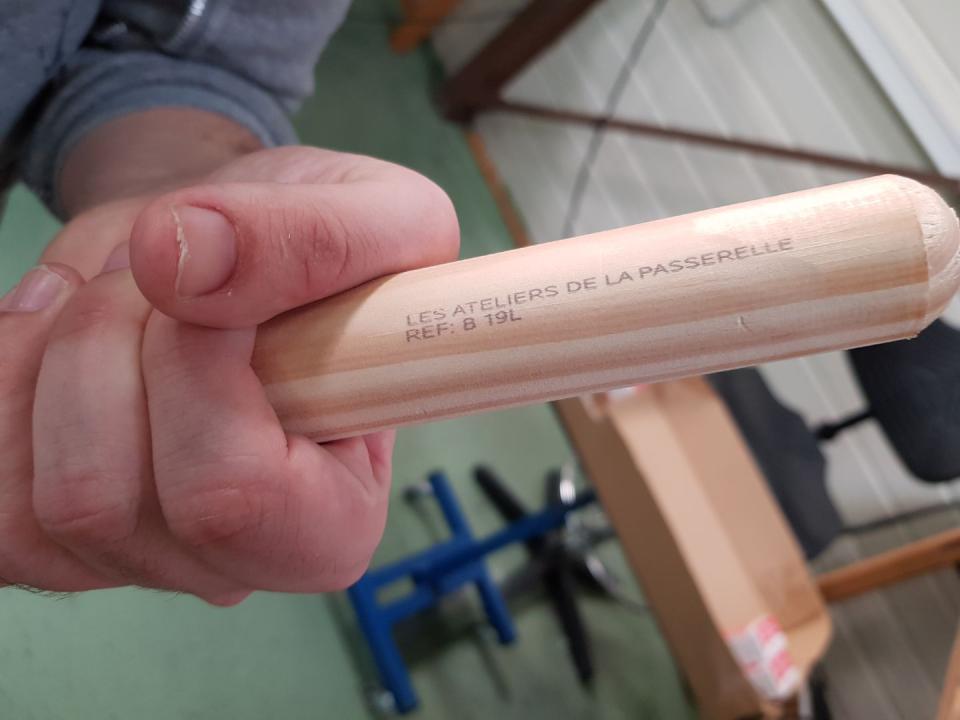 LES ATELIERS DE LA PASSERELLE
REF: B 19L